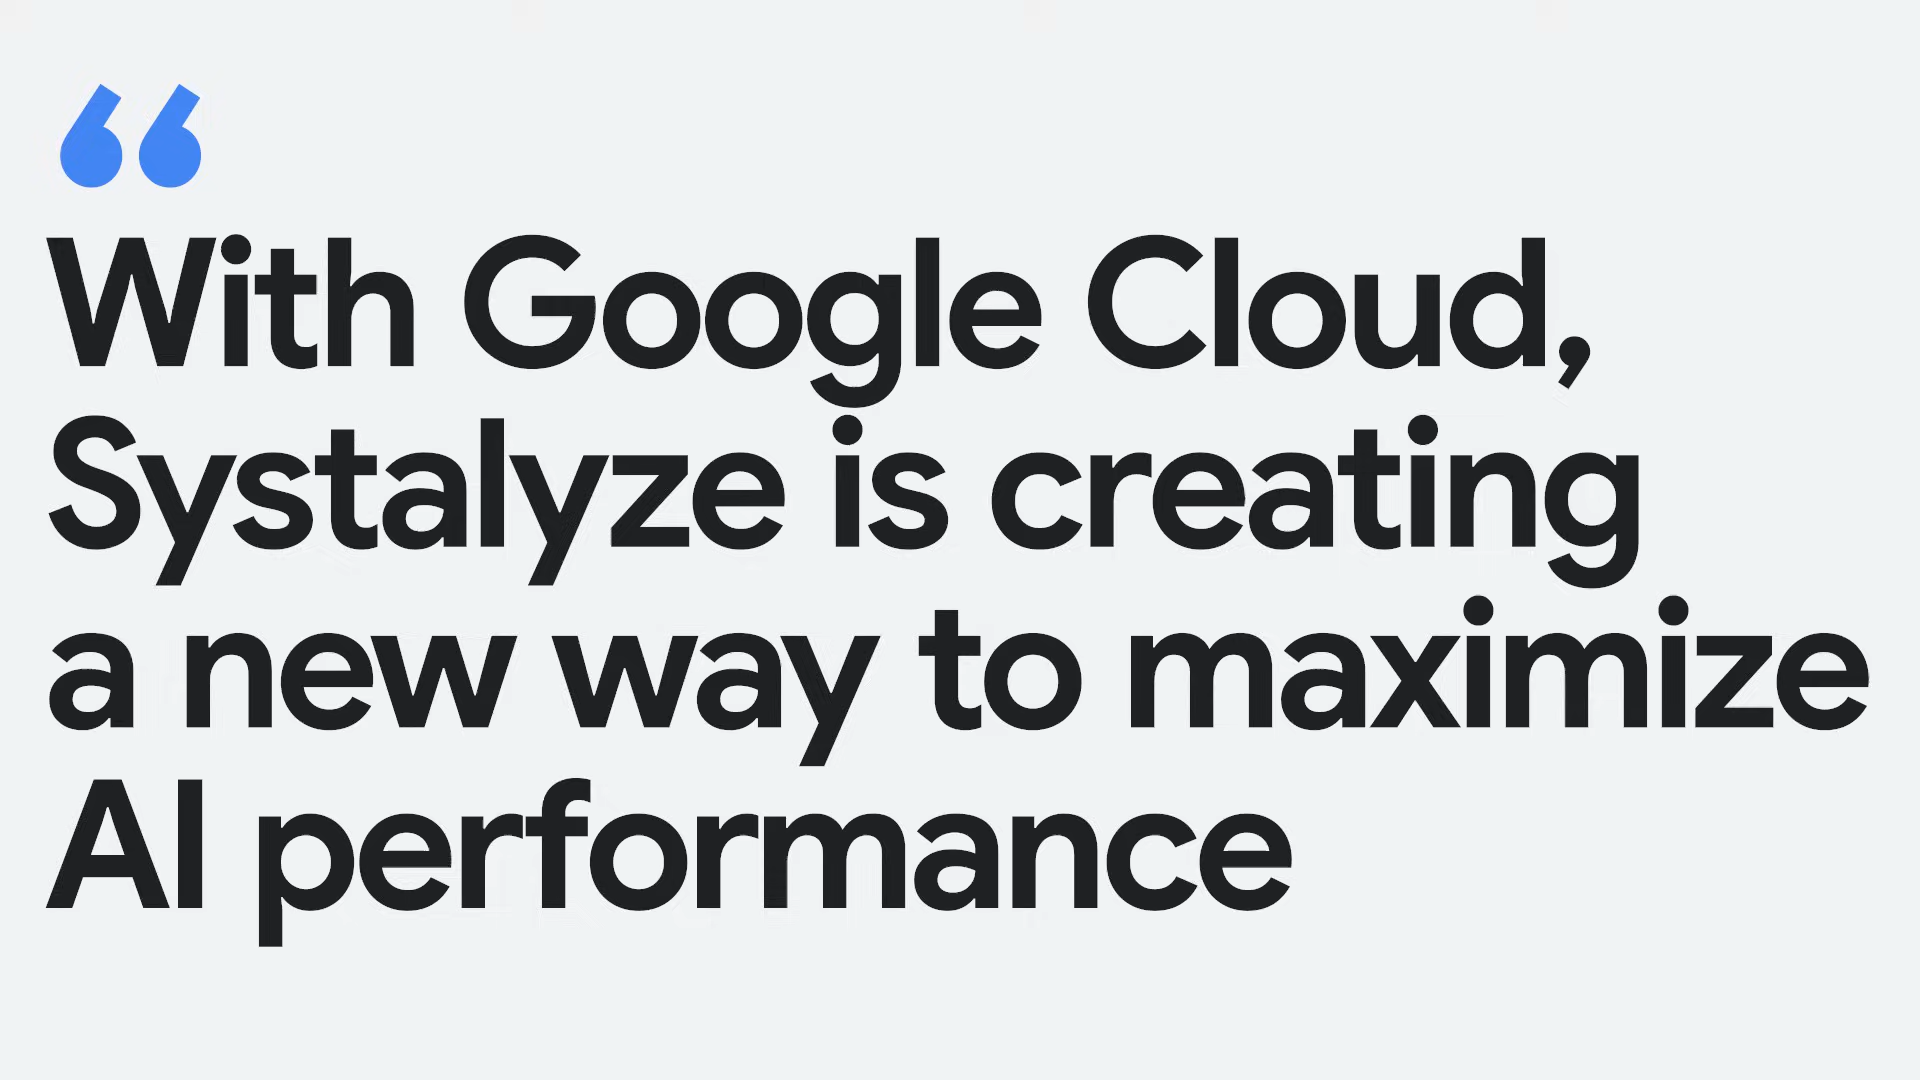 “
With Google Cloud,
Systalyze is creating
a new way to maximize
AI performance